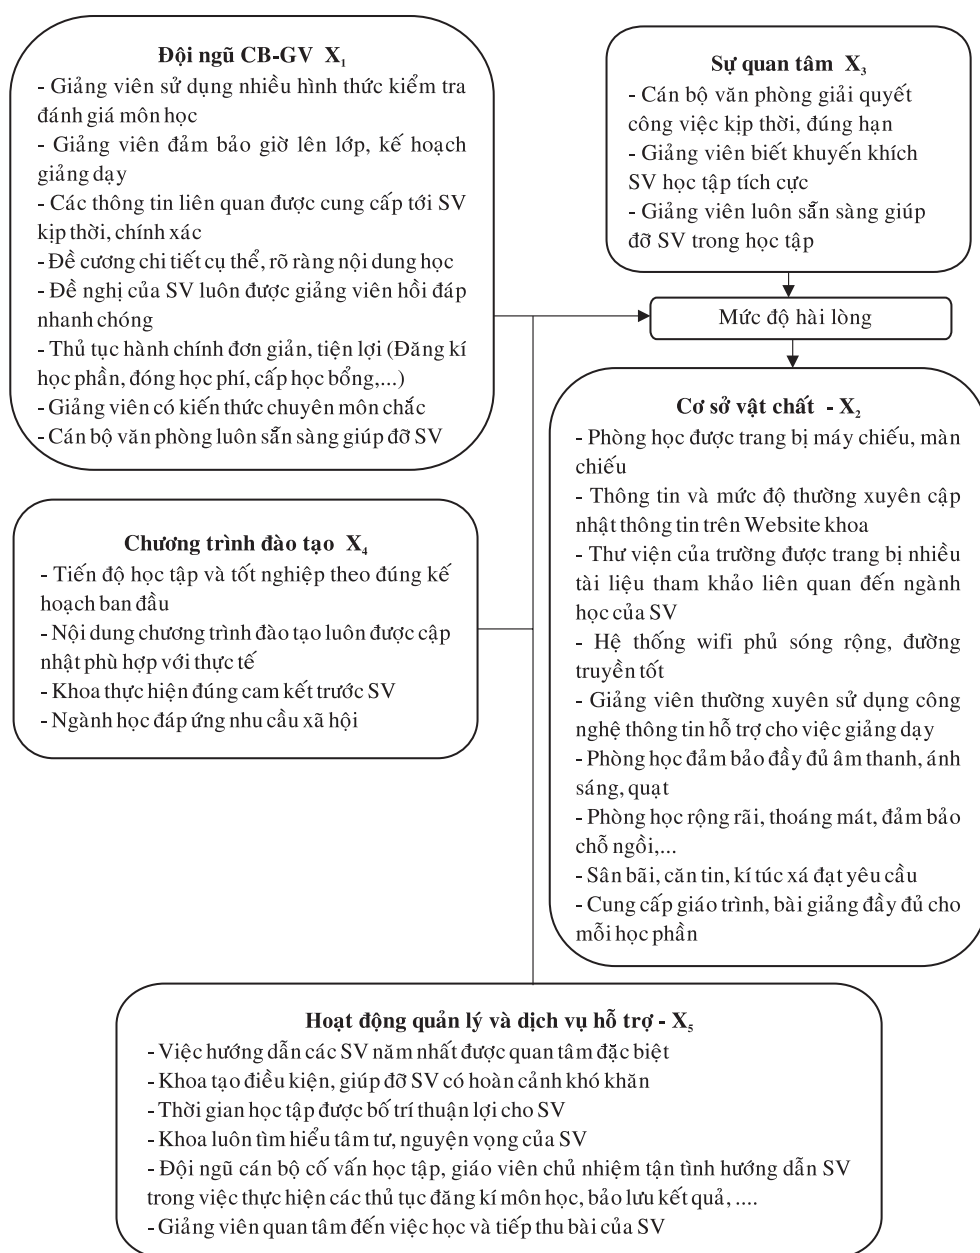 Đội ngũ CB-GV X₁
- Giảng viên sử dụng nhiều hình thức kiểm tra
đánh giá môn học
- Giảng viên đảm bảo giờ lên lớp, kế hoạch
giảng dạy
- Các thông tin liên quan được cung cấp tới SV
kịp thời, chính xác
- Đề cương chi tiết cụ thể, rõ ràng nội dung học
- Đề nghị của SV luôn được giảng viên hồi đáp
nhanh chóng
- Thủ tục hành chính đơn giản, tiện lợi (Đăng kí
học phần, đóng học phí, cấp học bổng,...)
- Giảng viên có kiến thức chuyên môn chắc
- Cán bộ văn phòng luôn sẵn sàng giúp đỡ SV
Sự quan tâm X₃
- Cán bộ văn phòng giải quyết
công việc kịp thời, đúng hạn
- Giảng viên biết khuyến khích
SV học tập tích cực
- Giảng viên luôn sẵn sàng giúp
đỡ SV trong học tập
Mức độ hài lòng
Chương trình đào tạo X₄
- Tiến độ học tập và tốt nghiệp theo đúng kế
hoạch ban đầu
- Nội dung chương trình đào tạo luôn được cập
nhật phù hợp với thực tế
- Khoa thực hiện đúng cam kết trước SV
- Ngành học đáp ứng nhu cầu xã hội
Cơ sở vật chất - X₂
- Phòng học được trang bị máy chiếu, màn
chiếu
- Thông tin và mức độ thường xuyên cập
nhật thông tin trên Website khoa
- Thư viện của trường được trang bị nhiều
tài liệu tham khảo liên quan đến ngành
học của SV
- Hệ thống wifi phủ sóng rộng, đường
truyền tốt
- Giảng viên thường xuyên sử dụng công
nghệ thông tin hỗ trợ cho việc giảng dạy
- Phòng học đảm bảo đầy đủ âm thanh, ánh
sáng, quạt
- Phòng học rộng rãi, thoáng mát, đảm bảo
chỗ ngồi,...
- Sân bãi, căn tin, kí túc xá đạt yêu cầu
- Cung cấp giáo trình, bài giảng đầy đủ cho
mỗi học phần
Hoạt động quản lý và dịch vụ hỗ trợ - X₅
- Việc hướng dẫn các SV năm nhất được quan tâm đặc biệt
- Khoa tạo điều kiện, giúp đỡ SV có hoàn cảnh khó khăn
- Thời gian học tập được bố trí thuận lợi cho SV
- Khoa luôn tìm hiểu tâm tư, nguyện vọng của SV
- Đội ngũ cán bộ cố vấn học tập, giáo viên chủ nhiệm tận tình hướng dẫn SV
trong việc thực hiện các thủ tục đăng kí môn học, bảo lưu kết quả, ....
- Giảng viên quan tâm đến việc học và tiếp thu bài của SV